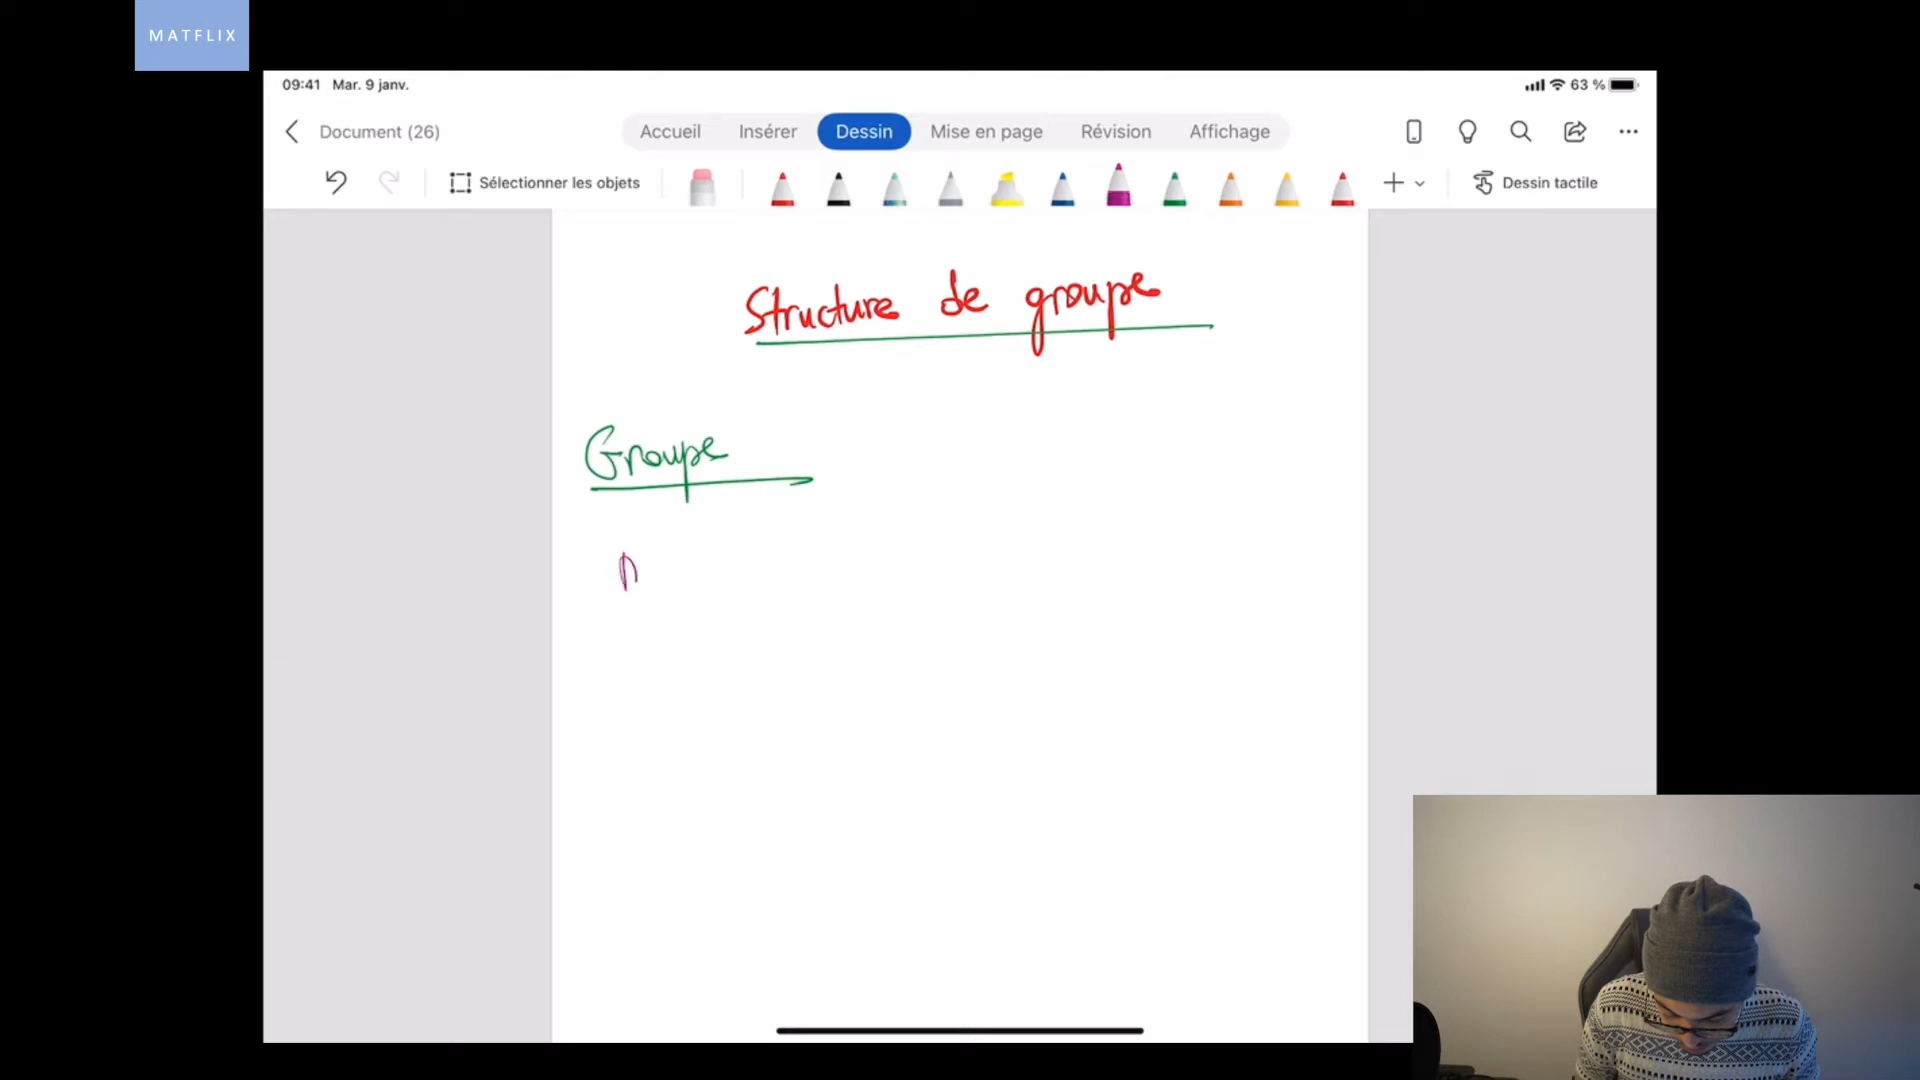 MATFLIX
09:41 Mar. 9 janv. 63 %
Document (26) Accueil Insérer Dessin Mise en page Révision Affichage
Sélectionner les objets Dessin tactile
Structure de groupe
Groupe